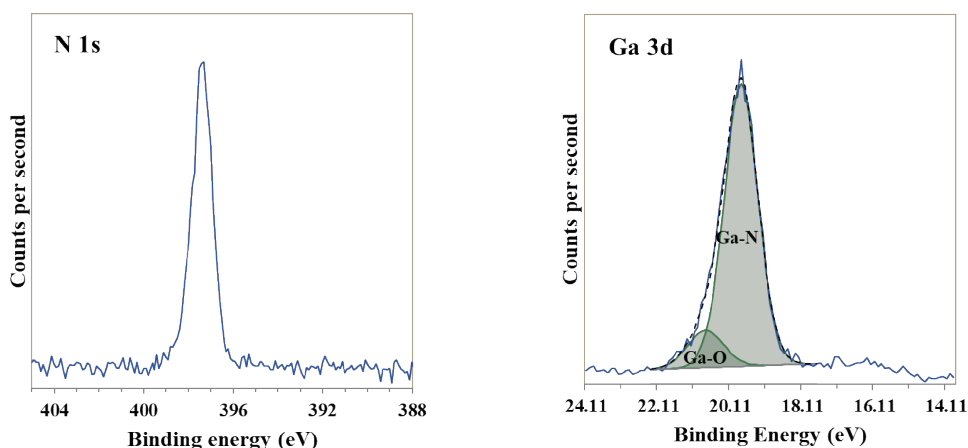 N 1s
Counts per second
404 400 396 392 388
Binding energy (eV)
Ga 3d
Counts per second
Ga-N
Ga-O
24.11 22.11 20.11 18.11 16.11 14.11
Binding Energy (eV)